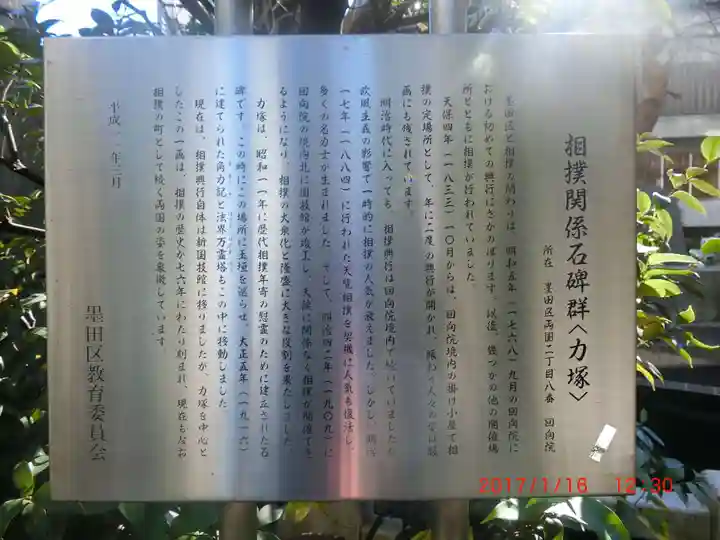 相撲関係石碑群〈力塚〉
所在 墨田区両国二丁目八番 回向院
墨田区と相撲の関わりは、明和五年(一七六八)九月の回向院に
おける初めての興行にさかのぼります。以後、幾つかの他の開催場
所とともに相撲が行われていました。
天保四年(一八三三)一〇月からは、回向院境内の掛け小屋で相
撲の定場所として、年に二度の興行が開かれ、賑わう人々の姿は版
画にも残されています。
明治時代に入っても、相撲興行は回向院境内で続いていましたが
欧風主義の影響で一時的に相撲の人気が衰えました。しかし、明治
一七年(一八八四)に行われた天覧相撲を契機に人気も復活し、
多くの名力士が生まれました。そして、明治四二年(一九〇九)に
回向院の境内北に国技館が竣工し、天候に関係なく相撲が開催でき
るようになり、相撲の大衆化と隆盛に大きな役割を果たしました。
力塚は、昭和一一年に歴代相撲年寄の慰霊のために建立された石
碑です。この時にこの場所に玉垣を巡らせ、大正五年(一九一六)
に建てられた角力記と法界万霊塔もこの中に移動しました。
現在は、相撲興行自体は新国技館に移りましたが、力塚を中心と
したこの一画は、相撲の歴史が七六年にわたり刻まれ、現在もなお
相撲の町として続く両国の姿を象徴しています。
平成一一年三月
墨田区教育委員会
2017/1/16 12:30